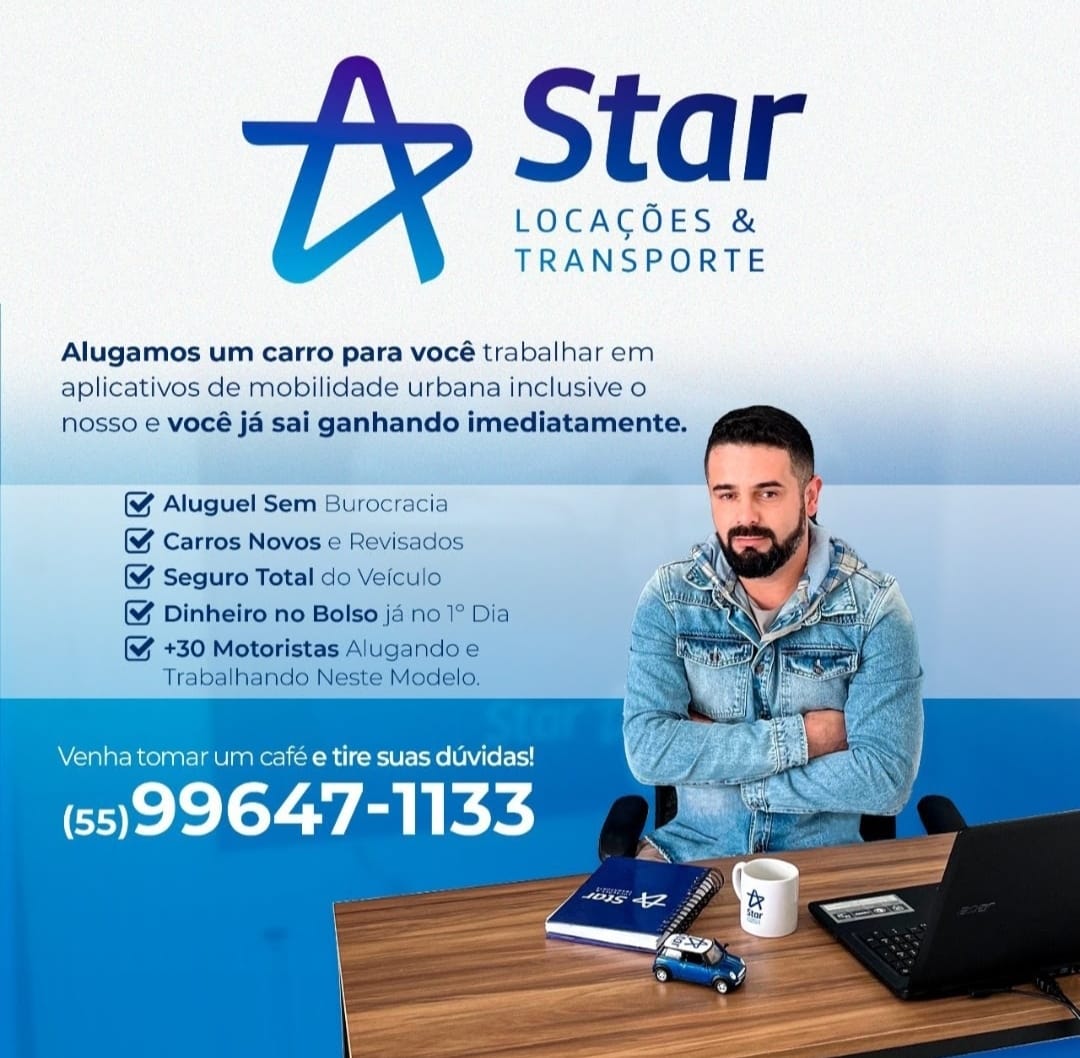 Star
LOCAÇÕES &
TRANSPORTE
Alugamos um carro para você trabalhar em
aplicativos de mobilidade urbana inclusive o
nosso e você já sai ganhando imediatamente.
Aluguel Sem Burocracia
Carros Novos e Revisados
Seguro Total do Veículo
Dinheiro no Bolso já no 1º Dia
+30 Motoristas Alugando e
Trabalhando Neste Modelo.
Venha tomar um café e tire suas dúvidas!
(55)99647-1133
Star
Star
Star
acer